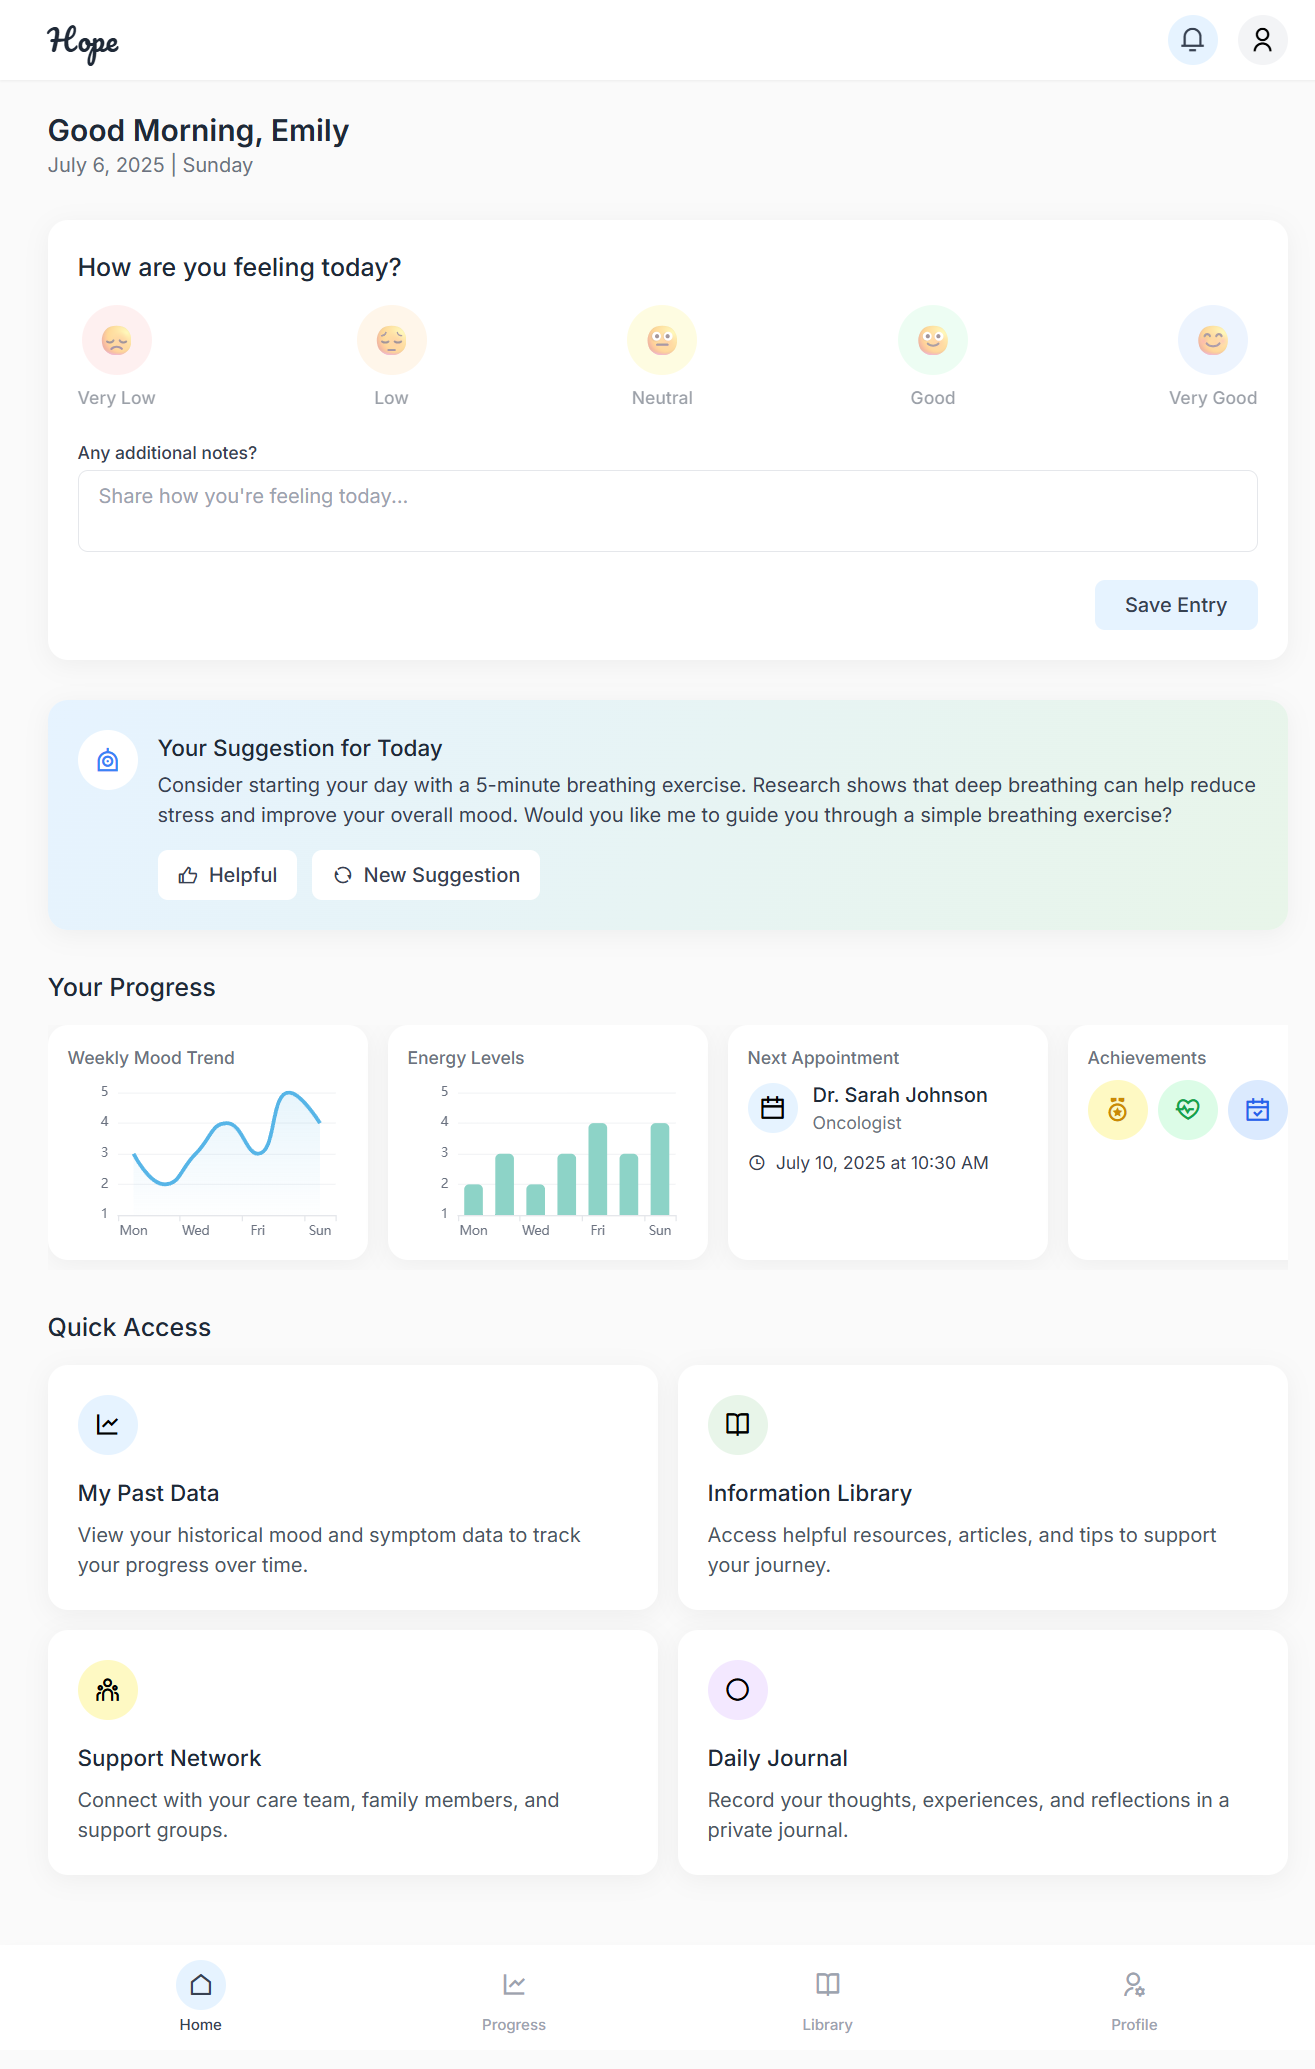 Hope
Good Morning, Emily
July 6, 2025 | Sunday
How are you feeling today?
Very Low
Low
Neutral
Good
Very Good
Any additional notes?
Share how you're feeling today...
Save Entry
Your Suggestion for Today
Consider starting your day with a 5-minute breathing exercise. Research shows that deep breathing can help reduce
stress and improve your overall mood. Would you like me to guide you through a simple breathing exercise?
Helpful
New Suggestion
Your Progress
Weekly Mood Trend
5
4
3
2
1
Mon
Wed
Fri
Sun
Energy Levels
5
4
3
2
1
Mon
Wed
Fri
Sun
Next Appointment
Dr. Sarah Johnson
Oncologist
July 10, 2025 at 10:30 AM
Achievements
Quick Access
My Past Data
View your historical mood and symptom data to track
your progress over time.
Information Library
Access helpful resources, articles, and tips to support
your journey.
Support Network
Connect with your care team, family members, and
support groups.
Daily Journal
Record your thoughts, experiences, and reflections in a
private journal.
Home
Progress
Library
Profile